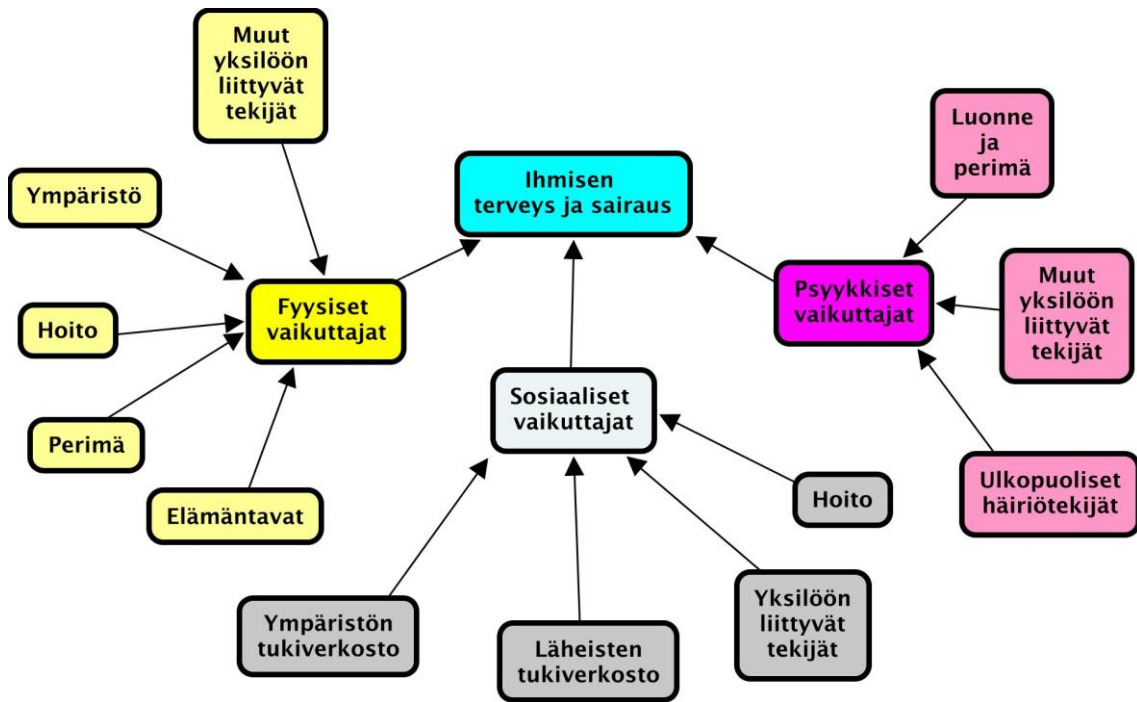 Muut
yksilöön
liittyvät
tekijät
Luonne
ja
perimä
Ihmisen
terveys ja sairaus
Ympäristö
Fyysiset
vaikuttajat
Psyykkiset
vaikuttajat
Muut
yksilöön
liittyvät
tekijät
Hoito
Sosiaaliset
vaikuttajat
Perimä
Ulkopuoliset
häiriötekijät
Elämäntavat
Hoito
Ympäristön
tukiverkosto
Läheisten
tukiverkosto
Yksilöön
liittyvät
tekijät